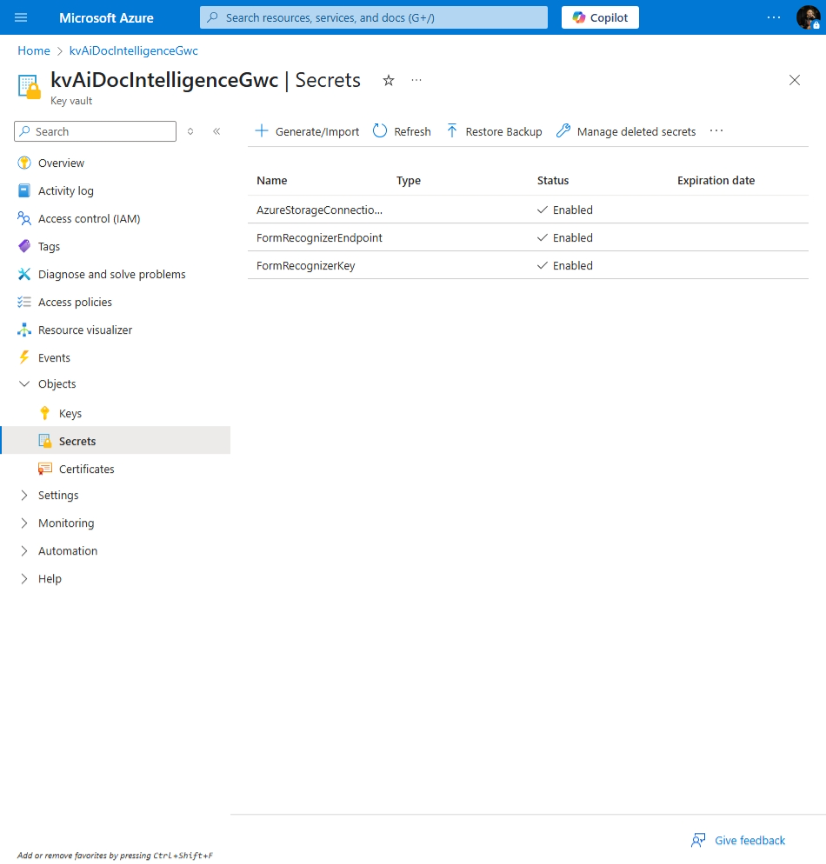 Microsoft Azure
Search resources, services, and docs (G+/)
Copilot
...
Home > kvAiDocIntelligenceGwc
kvAiDocIntelligenceGwc | Secrets
...
Key vault
Search
Generate/Import
Refresh
Restore Backup
Manage deleted secrets
...
Overview
Activity log
Access control (IAM)
Tags
Diagnose and solve problems
Access policies
Resource visualizer
Events
Objects
Keys
Secrets
Certificates
Settings
Monitoring
Automation
Help
Name Type Status Expiration date
AzureStorageConnectio... Enabled
FormRecognizerEndpoint Enabled
FormRecognizerKey Enabled
Give feedback
Add or remove favorites by pressing Ctrl+Shift+F